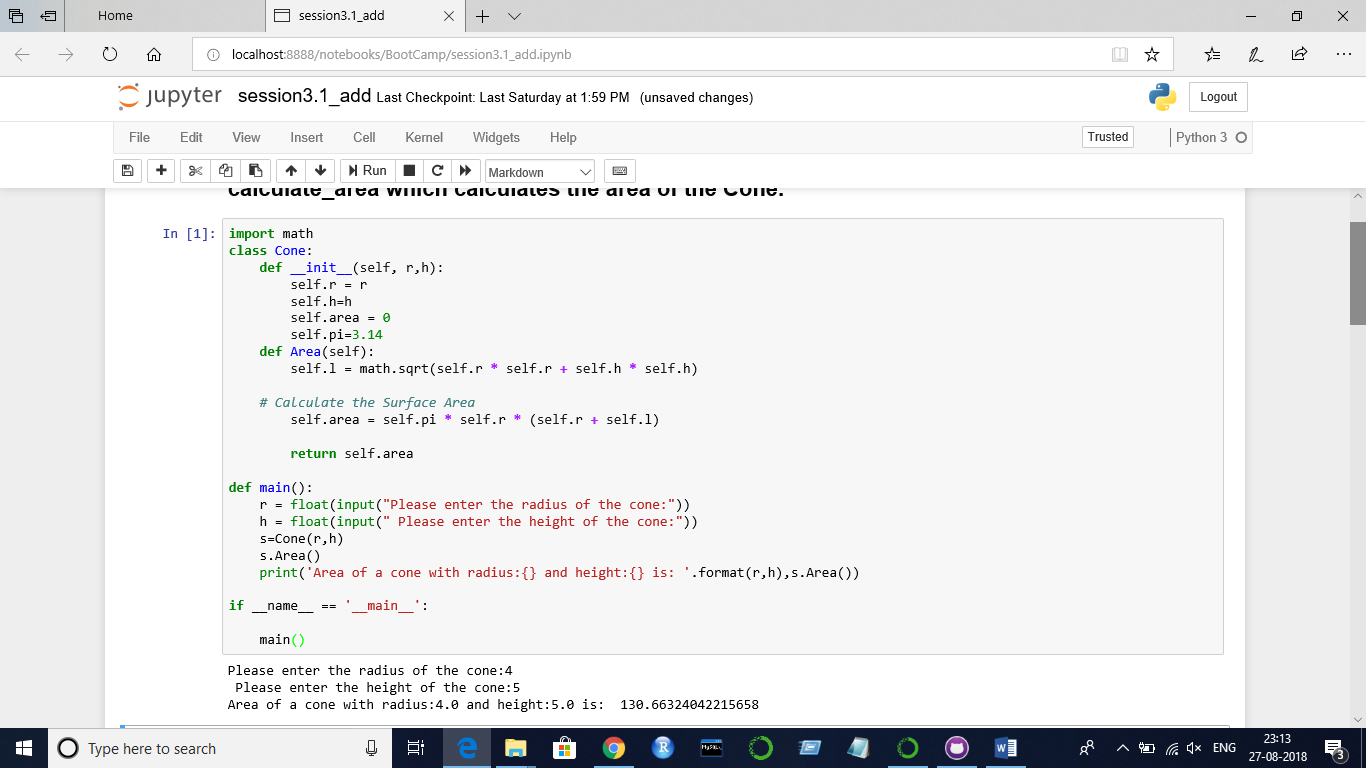 Home
session3.1_add
localhost:8888/notebooks/BootCamp/session3.1_add.ipynb
jupyter session3.1_add Last Checkpoint: Last Saturday at 1:59 PM (unsaved changes)
Logout
File Edit View Insert Cell Kernel Widgets Help
Trusted
Python 3
Run
Markdown
calculate_area which calculates the area of the Cone.
In [1]:
import math
class Cone:
    def __init__(self, r,h):
        self.r = r
        self.h=h
        self.area = 0
        self.pi=3.14
    def Area(self):
        self.l = math.sqrt(self.r * self.r + self.h * self.h)
    # Calculate the Surface Area
        self.area = self.pi * self.r * (self.r + self.l)
        return self.area
def main():
    r = float(input("Please enter the radius of the cone:"))
    h = float(input(" Please enter the height of the cone:"))
    s=Cone(r,h)
    s.Area()
    print('Area of a cone with radius:{} and height:{} is: '.format(r,h),s.Area())
if __name__ == '__main__':
    main()
Please enter the radius of the cone:4
 Please enter the height of the cone:5
Area of a cone with radius:4.0 and height:5.0 is:  130.66324042215658
Type here to search
R
MySQL
W
ENG
23:13
27-08-2018
3